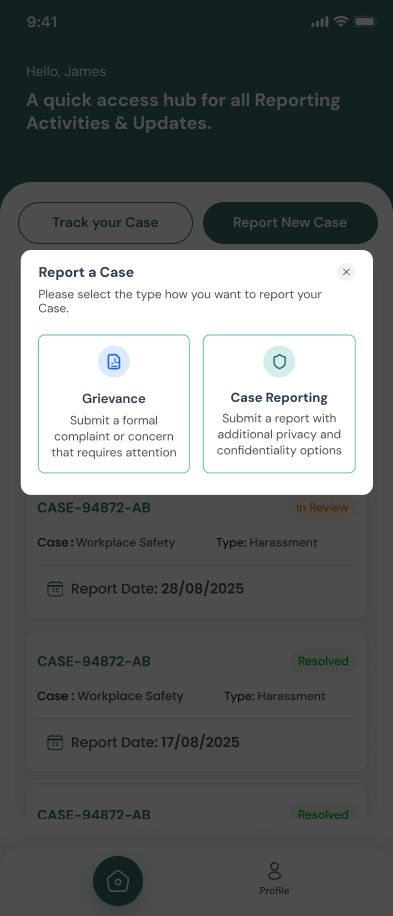 9:41
Hello, James
A quick access hub for all Reporting
Activities & Updates.
Track your Case
Report New Case
Report a Case
Please select the type how you want to report your
Case.
Grievance
Submit a formal
complaint or concern
that requires attention
Case Reporting
Submit a report with
additional privacy and
confidentiality options
CASE-94872-AB
In Review
Case : Workplace Safety
Type: Harassment
Report Date: 28/08/2025
CASE-94872-AB
Resolved
Case : Workplace Safety
Type: Harassment
Report Date: 17/08/2025
CASE-94872-AB
Resolved
Profile